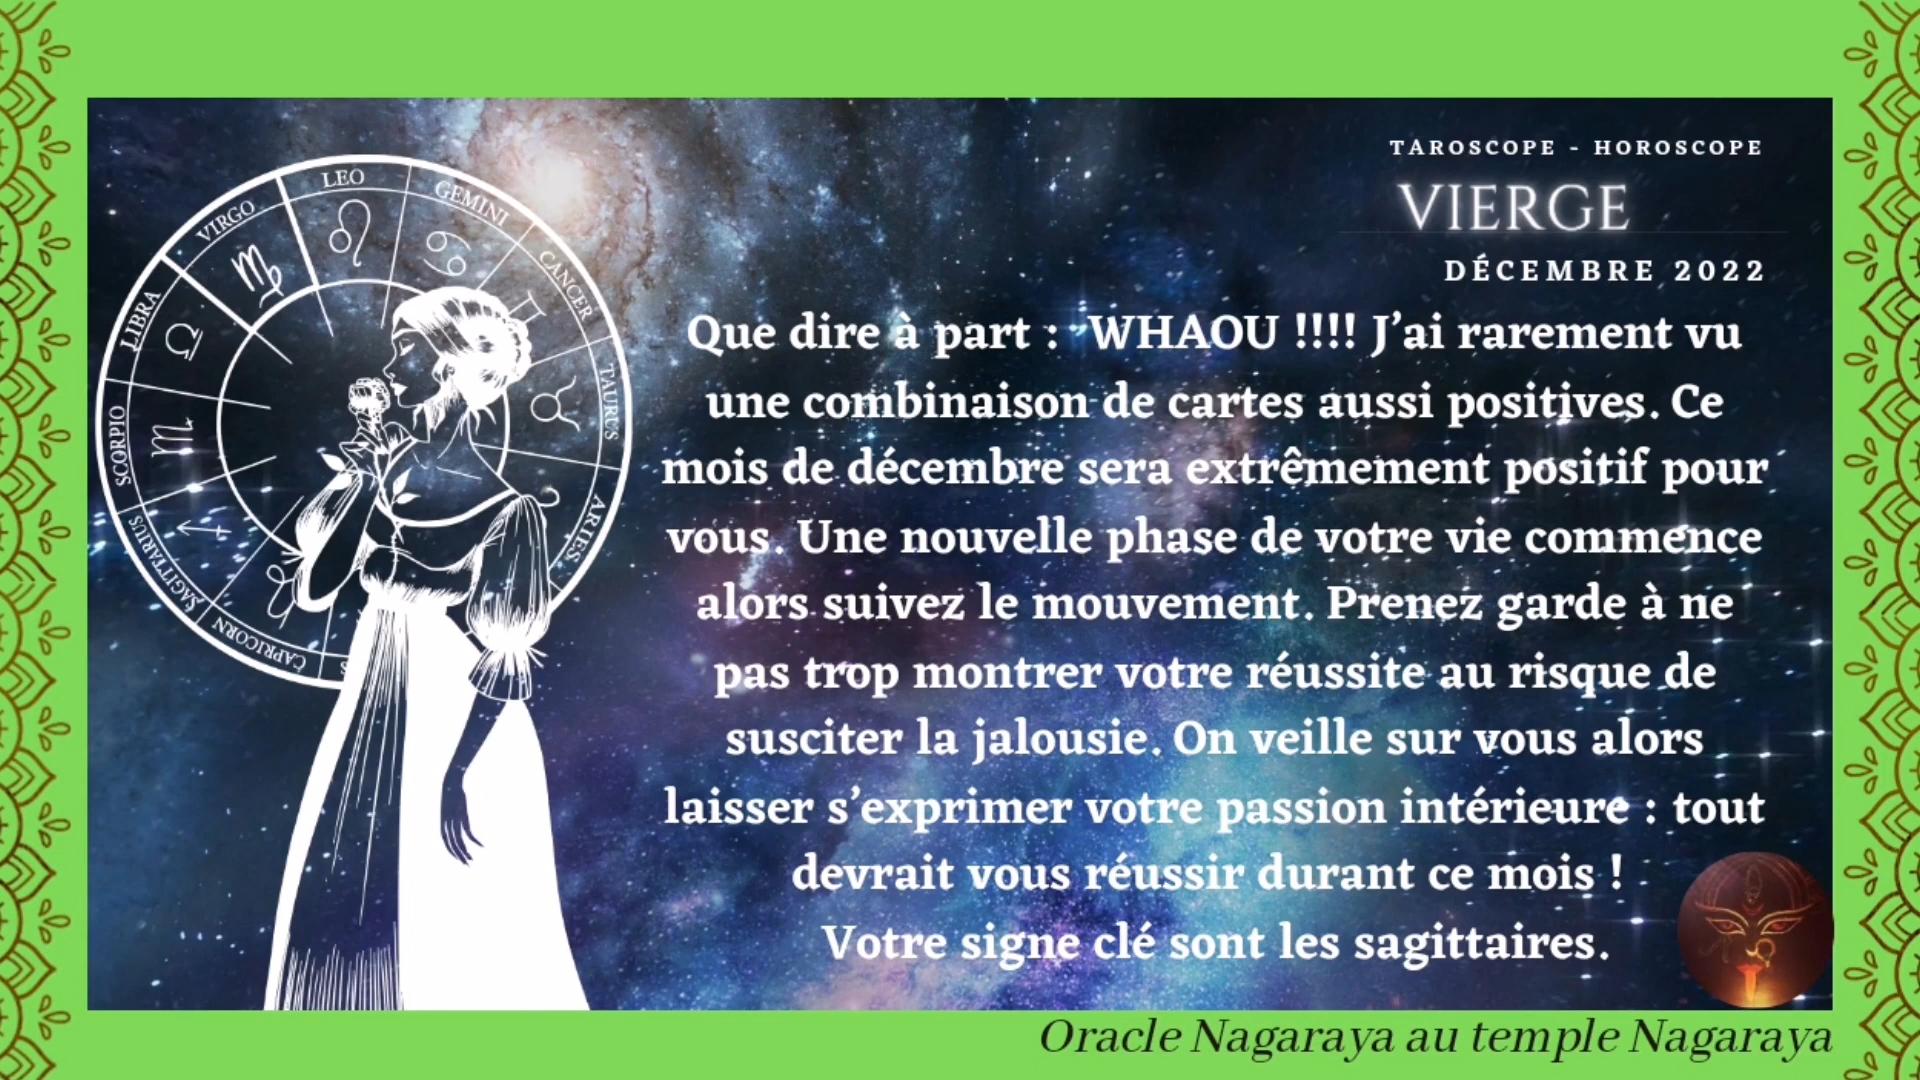 TAROSCOPE - HOROSCOPE
VIERGE
DÉCEMBRE 2022
LEO
GEMINI
VIRGO
CANCER
LIBRA
TAURUS
SCORPIO
ARIES
SAGITTARIUS
CAPRICORN
S
Que dire à part : WHAOU !!!! J’ai rarement vu
une combinaison de cartes aussi positives. Ce
mois de décembre sera extrêmement positif pour
vous. Une nouvelle phase de votre vie commence
alors suivez le mouvement. Prenez garde à ne
pas trop montrer votre réussite au risque de
susciter la jalousie. On veille sur vous alors
laisser s’exprimer votre passion intérieure : tout
devrait vous réussir durant ce mois !
Votre signe clé sont les sagittaires.
Oracle Nagaraya au temple Nagaraya